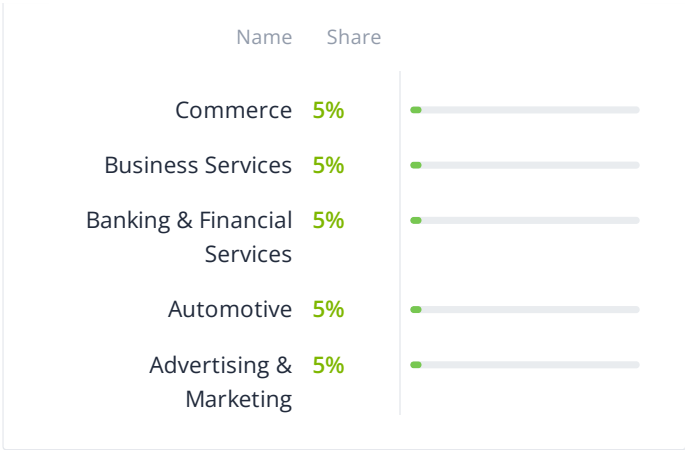 Name Share
Commerce 5%
Business Services 5%
Banking & Financial 5%
Services
Automotive 5%
Advertising & 5%
Marketing